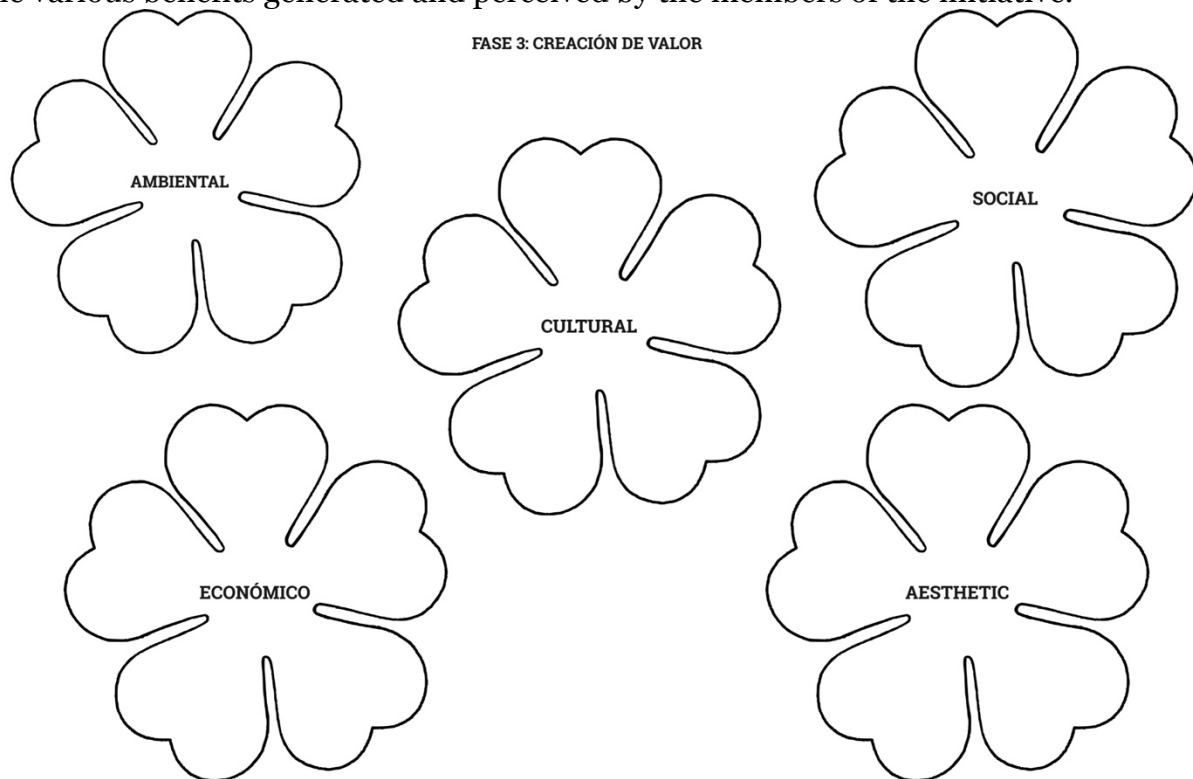 he various benefits generated and perceived by the members of the initiative.
FASE 3: CREACIÓN DE VALOR
AMBIENTAL
SOCIAL
CULTURAL
ECONÓMICO
AESTHETIC